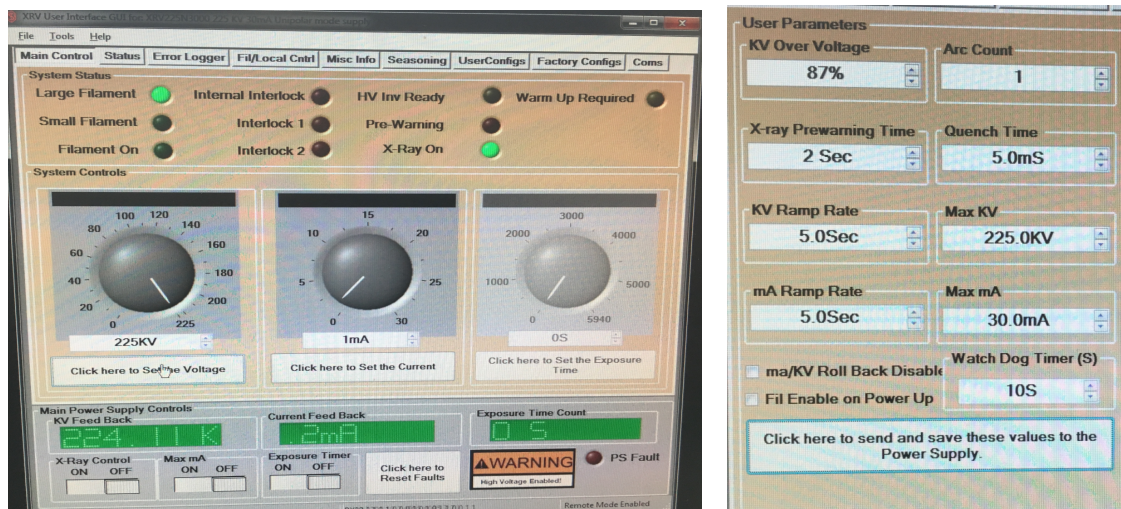 XRV User Interface GUI for: XRV225N3000 225 KV, 30mA Unipolar mode supply
File Tools Help
Main Control Status Error Logger Fil/Local Cntrl Misc Info Seasoning UserConfigs Factory Configs Coms
System Status
Large Filament Internal Interlock HV Inv Ready Warm Up Required
Small Filament Interlock 1 Pre-Warning
Filament On Interlock 2 X-Ray On
System Controls
0 20 40 60 80 100 120 140 160 180 200 225
225KV
Click here to Set the Voltage
0 5 10 15 20 25 30
1mA
Click here to Set the Current
0 1000 2000 3000 4000 5000 5940
0S
Click here to Set the Exposure
Time
Main Power Supply Controls
KV Feed Back
224.11 K
Current Feed Back
.2mA
Exposure Time Count
0 S
X-Ray Control
ON OFF
Max mA
ON OFF
Exposure Timer
ON OFF
Click here to
Reset Faults
WARNING
High Voltage Enabled!
PS Fault
Remote Mode Enabled
User Parameters
KV Over Voltage
87%
Arc Count
1
X-ray Prewarning Time
2 Sec
Quench Time
5.0mS
KV Ramp Rate
5.0Sec
Max KV
225.0KV
mA Ramp Rate
5.0Sec
Max mA
30.0mA
ma/KV Roll Back Disable
Fil Enable on Power Up
Watch Dog Timer (S)
10S
Click here to send and save these values to the
Power Supply.